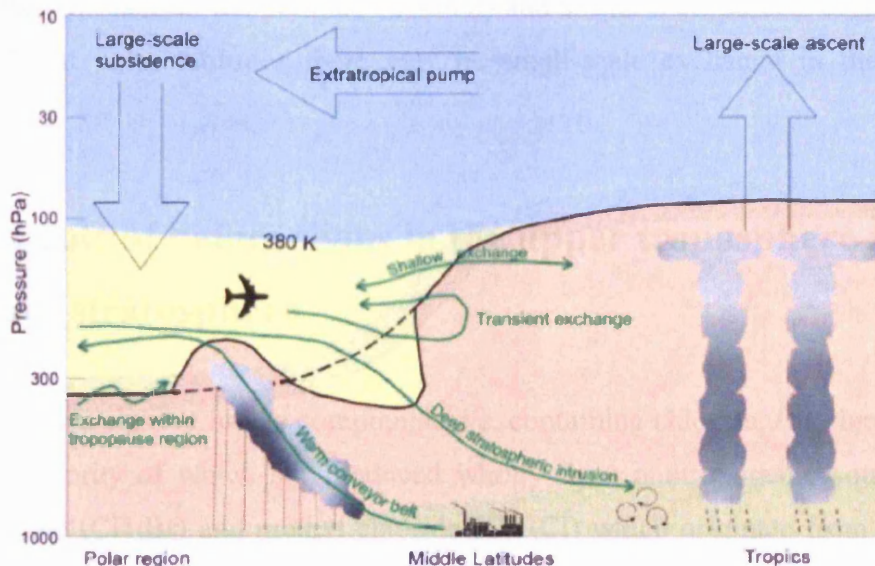 10
30
100
300
1000
Pressure (hPa)
Large-scale
subsidence
Extratropical pump
Large-scale ascent
380 K
Shallow exchange
Transient exchange
Exchange within
tropopause region
Warm conveyor belt
Deep stratospheric intrusion
Polar region
Middle Latitudes
Tropics